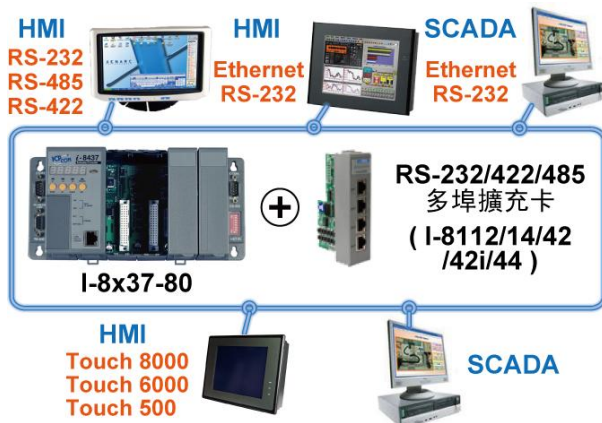 HMI
RS-232
RS-485
RS-422
HMI
Ethernet
RS-232
SCADA
Ethernet
RS-232
i-8437
I-8x37-80
RS-232/422/485
多埠擴充卡
( I-8112/14/42
/42i/44 )
HMI
Touch 8000
Touch 6000
Touch 500
SCADA